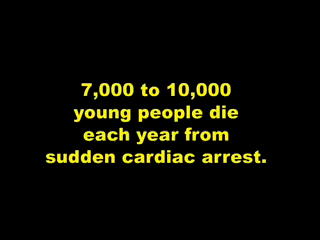 7,000 to 10,000
young people die
each year from
sudden cardiac arrest.